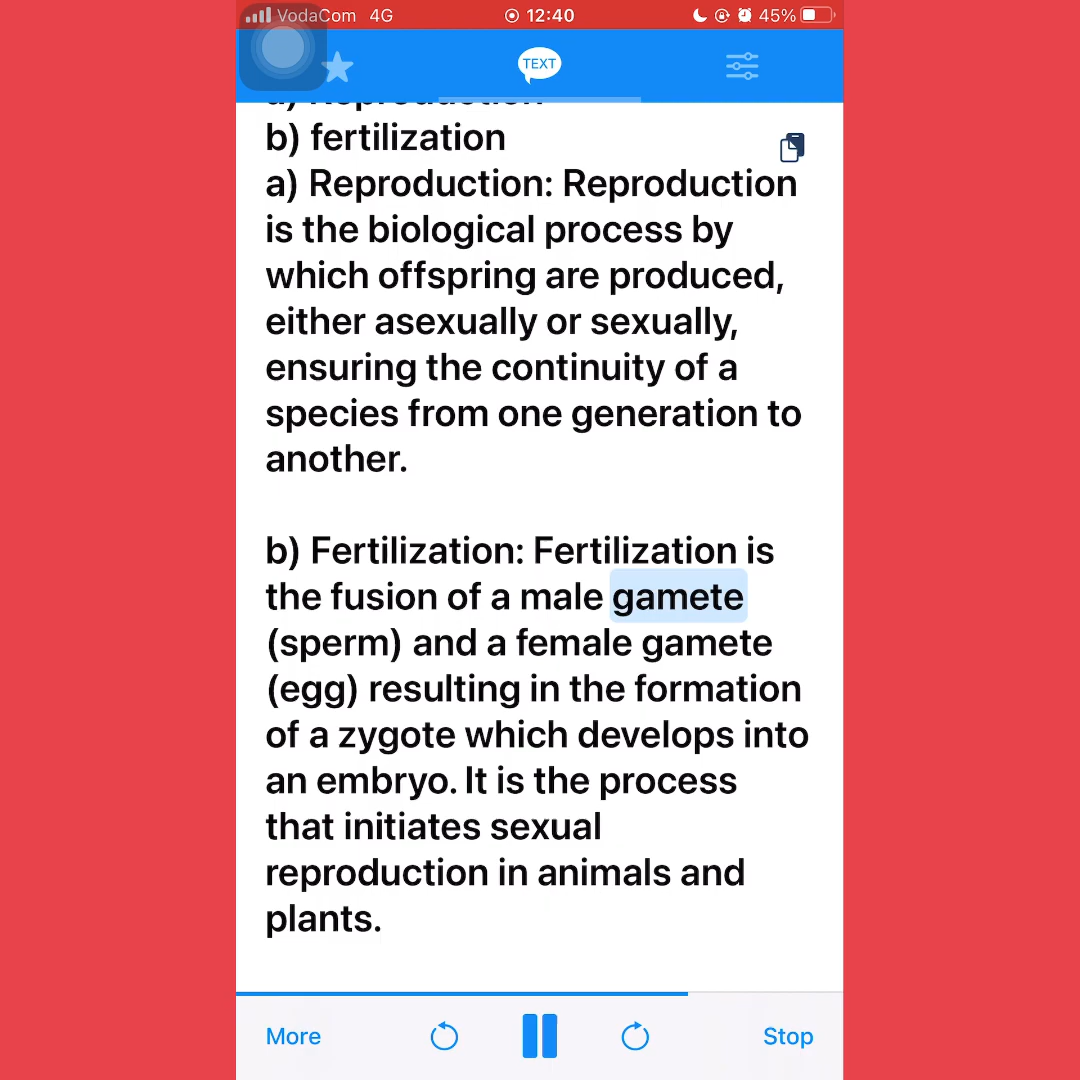 VodaCom 4G 12:40 45%
TEXT
b) fertilization
a) Reproduction: Reproduction
is the biological process by
which offspring are produced,
either asexually or sexually,
ensuring the continuity of a
species from one generation to
another.
b) Fertilization: Fertilization is
the fusion of a male gamete
(sperm) and a female gamete
(egg) resulting in the formation
of a zygote which develops into
an embryo. It is the process
that initiates sexual
reproduction in animals and
plants.
More Stop